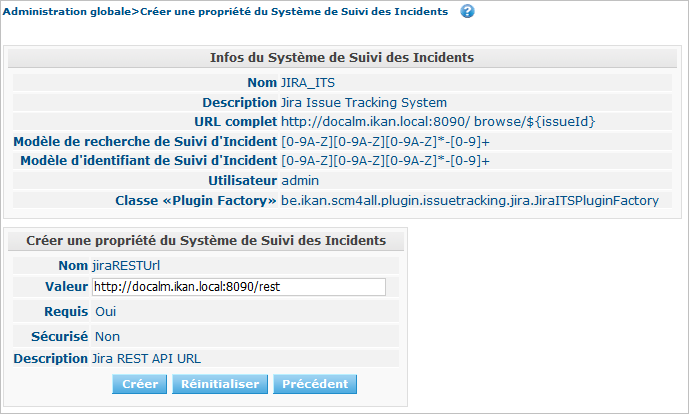 Administration globale>Créer une propriété du Système de Suivi des Incidents ?
Infos du Système de Suivi des Incidents
Nom JIRA_ITS
Description Jira Issue Tracking System
URL complet http://docalm.ikan.local:8090/ browse/${issueId}
Modèle de recherche de Suivi d'Incident [0-9A-Z][0-9A-Z][0-9A-Z]*-[0-9]+
Modèle d'identifiant de Suivi d'Incident [0-9A-Z][0-9A-Z][0-9A-Z]*-[0-9]+
Utilisateur admin
Classe «Plugin Factory» be.ikan.scm4all.plugin.issuetracking.jira.JiraITSPluginFactory
Créer une propriété du Système de Suivi des Incidents
Nom jiraRESTUrl
Valeur http://docalm.ikan.local:8090/rest
Requis Oui
Sécurisé Non
Description Jira REST API URL
Créer Réinitialiser Précédent